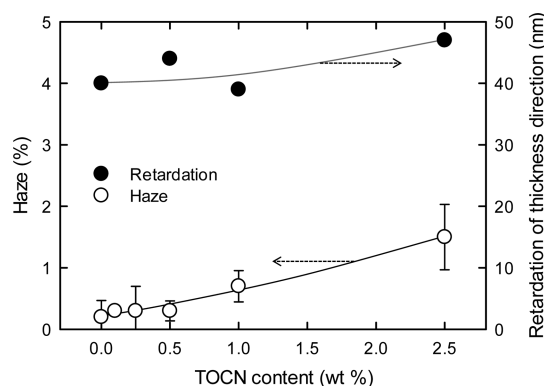 5
4
3
2
1
0
Haze (%)
50
40
30
20
10
0
Retardation of thickness direction (nm)
Retardation
Haze
0.0 0.5 1.0 1.5 2.0 2.5
TOCN content (wt %)